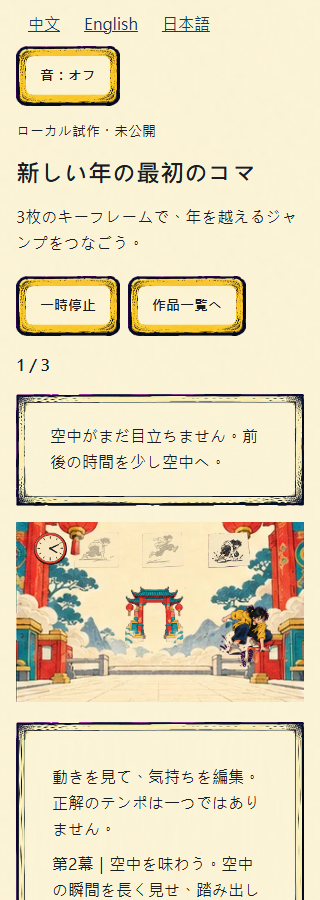 中文 English 日本語
音：オフ
ローカル試作・未公開
新しい年の最初のコマ
3枚のキーフレームで、年を越えるジャ
ンプをつなごう。
一時停止 作品一覧へ
1 / 3
空中がまだ目立ちません。前
後の時間を少し空中へ。
動きを見て、気持ちを編集。
正解のテンポは一つではあり
ません。
第2幕｜空中を味わう。空中
の瞬間を長く見せ、踏み出し